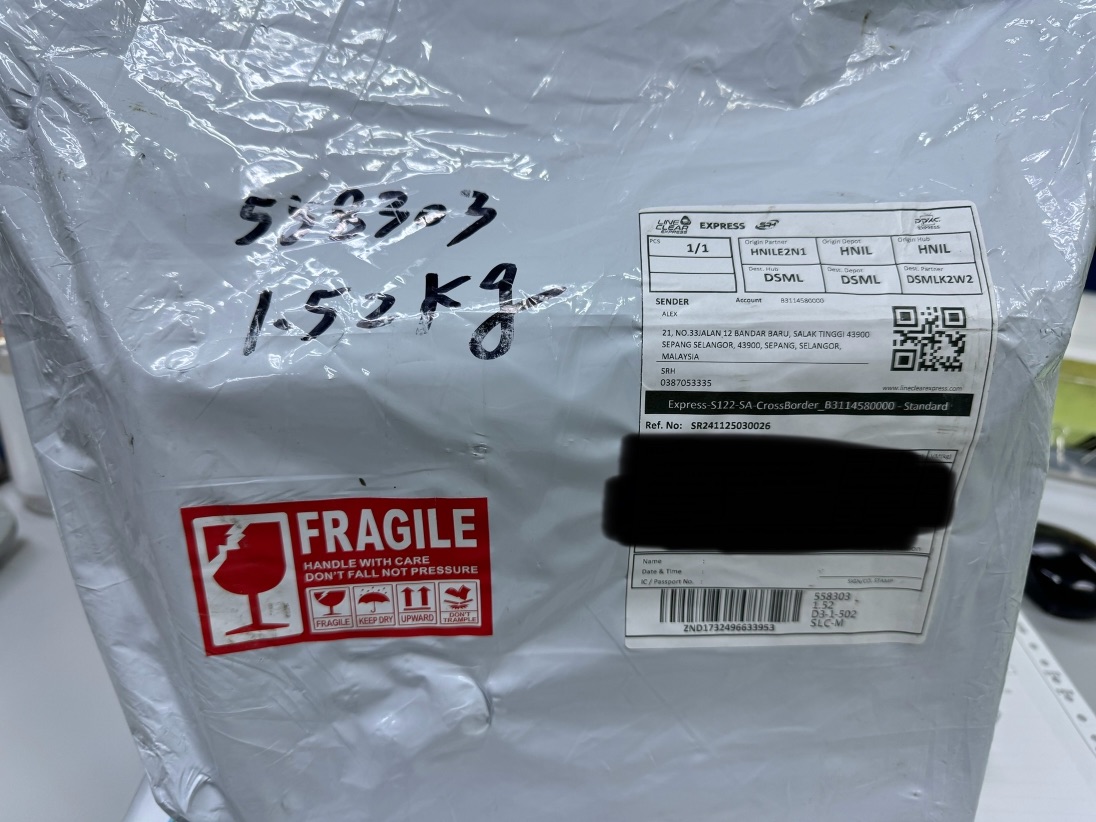 558303
1.52 kg
LINE CLEAR EXPRESS
EXPRESS
PCS
1/1
Origin Partner
HNILE2N1
Origin Depot
HNIL
Origin Hub
HNIL
Dest. Hub
DSML
Dest. Depot
DSML
Dest. Partner
DSMLK2W2
SENDER
Account B3114580000
ALEX
21, NO.33JALAN 12 BANDAR BARU, SALAK TINGGI 43900
SEPANG SELANGOR, 43900, SEPANG, SELANGOR,
MALAYSIA
SRH
0387053335
www.lineclearexpress.com
Express-S122-SA-CrossBorder_B3114580000 - Standard
Ref. No: SR241125030026
Name :
Date & Time :
IC / Passport No. :
ZND1732496633953
558303
1.52
D3-1-502
SLC-M
FRAGILE
HANDLE WITH CARE
DON'T FALL NOT PRESSURE
FRAGILE
KEEP DRY
UPWARD
DON'T
TRAMPLE